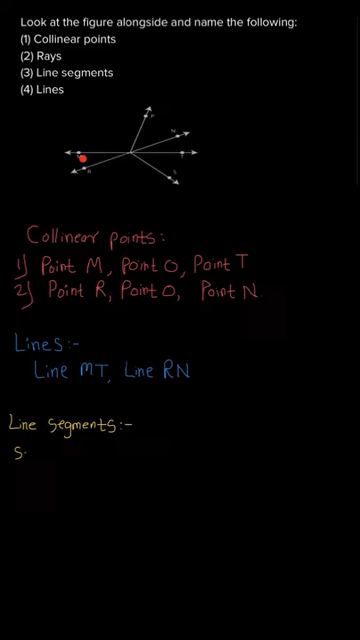 Look at the figure alongside and name the following:
(1) Collinear points
(2) Rays
(3) Line segments
(4) Lines
P
N
T
R
S
Collinear points:
1) Point M, Point O, Point T
2) Point R, Point O, Point N.
Lines:-
Line MT, Line RN
Line segments:-
s